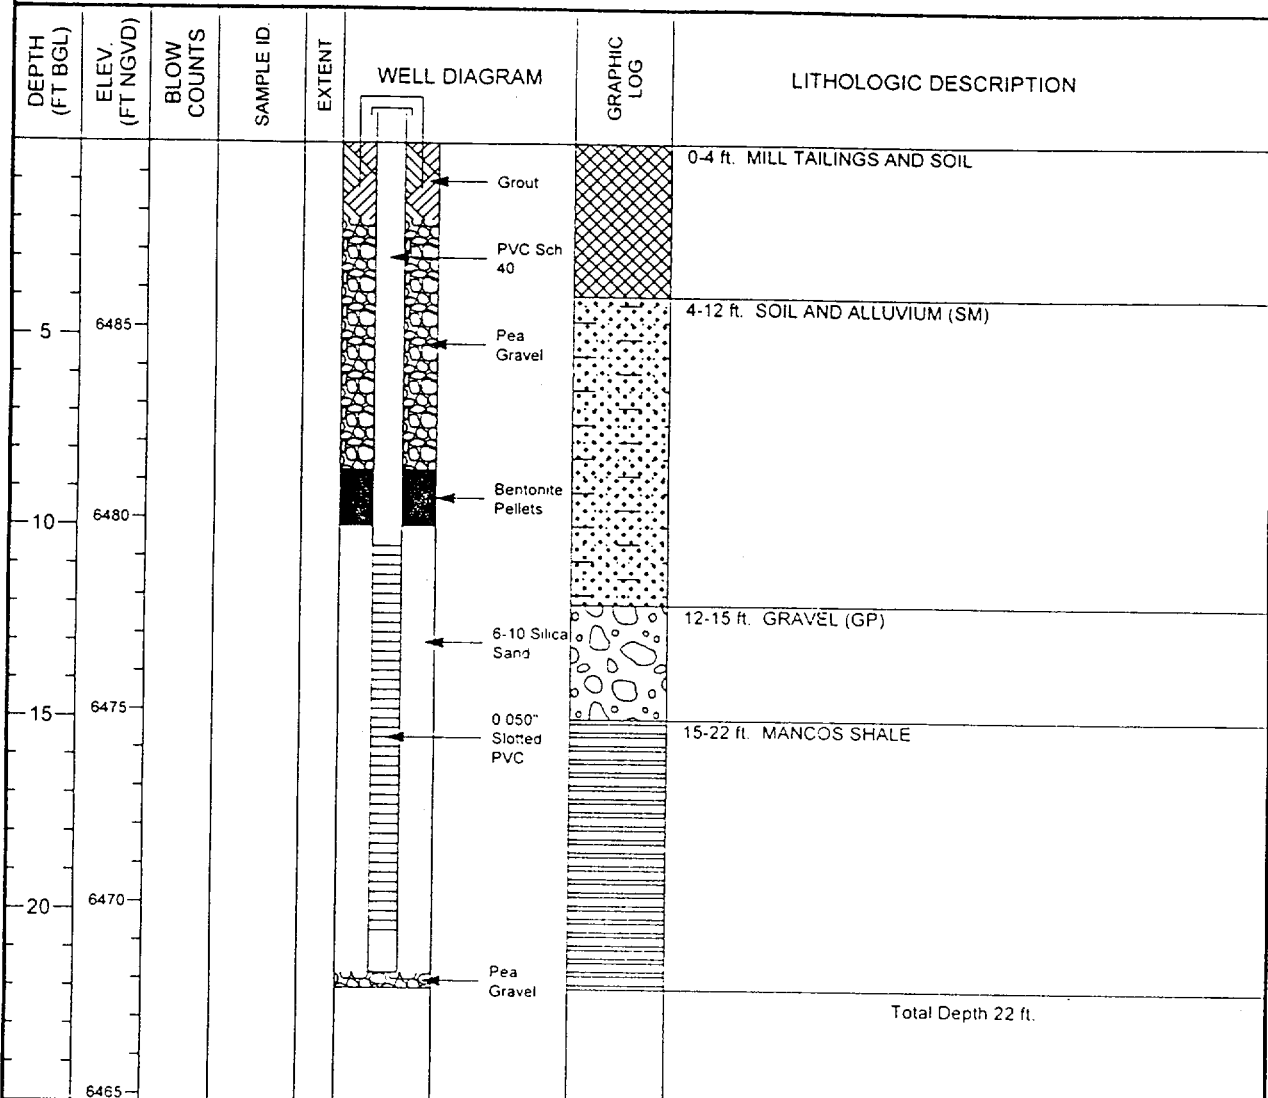 DEPTH
(FT BGL)
ELEV.
(FT NGVD)
BLOW
COUNTS
SAMPLE ID.
EXTENT
WELL DIAGRAM
GRAPHIC
LOG
LITHOLOGIC DESCRIPTION
0-4 ft. MILL TAILINGS AND SOIL
Grout
PVC Sch
40
4-12 ft. SOIL AND ALLUVIUM (SM)
5
6485
Pea
Gravel
Bentonite
Pellets
10
6480
12-15 ft. GRAVEL (GP)
6-10 Silica
Sand
15
6475
0 050"
Slotted
PVC
15-22 ft. MANCOS SHALE
20
6470
Pea
Gravel
Total Depth 22 ft.
6465